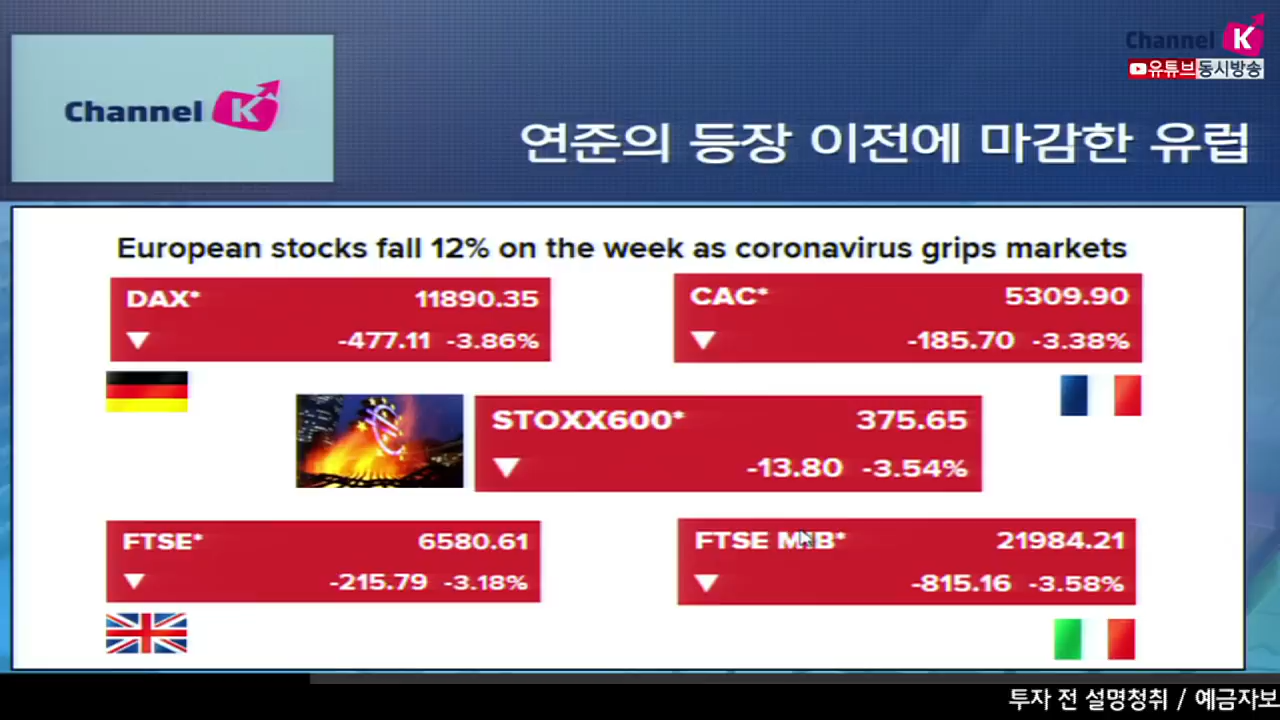 Channel K
유튜브 동시방송
Channel K
연준의 등장 이전에 마감한 유럽
European stocks fall 12% on the week as coronavirus grips markets
DAX* 11890.35
-477.11 -3.86%
CAC* 5309.90
-185.70 -3.38%
STOXX600* 375.65
-13.80 -3.54%
FTSE* 6580.61
-215.79 -3.18%
FTSE MIB* 21984.21
-815.16 -3.58%
투자 전 설명청취 / 예금자보